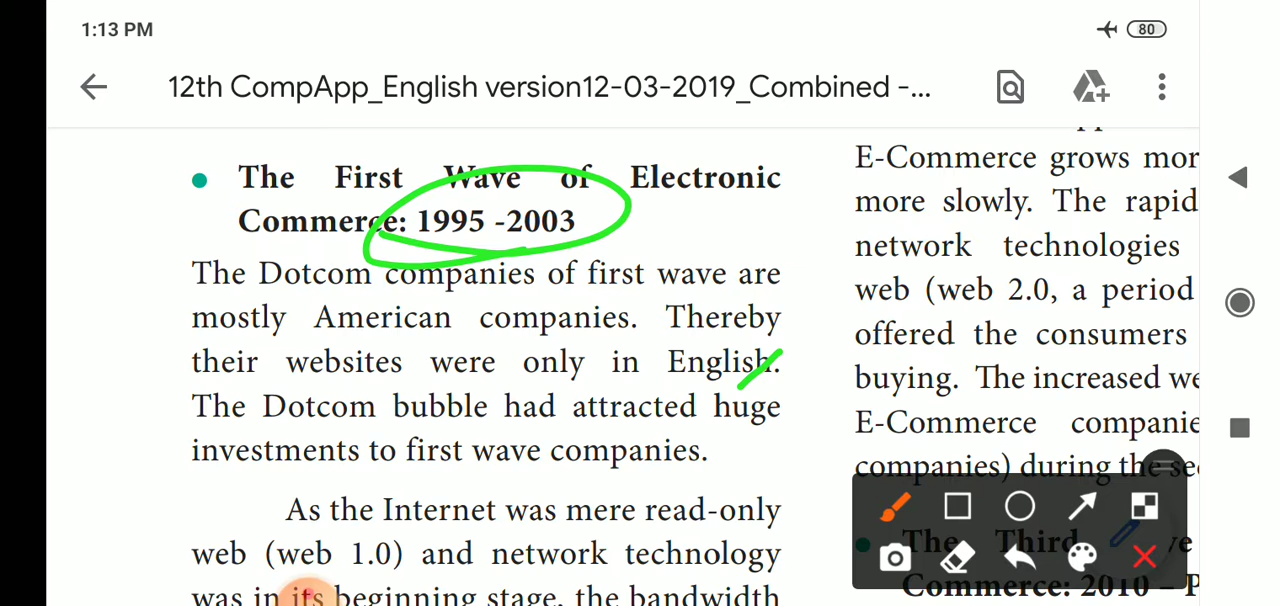 1:13 PM
80
12th CompApp_English version12-03-2019_Combined -...
The First Wave of Electronic
Commerce: 1995 -2003
The Dotcom companies of first wave are
mostly American companies. Thereby
their websites were only in English.
The Dotcom bubble had attracted huge
investments to first wave companies.
As the Internet was mere read-only
web (web 1.0) and network technology
was in its beginning stage, the bandwidth
E-Commerce grows mor
more slowly. The rapid
network technologies
web (web 2.0, a period
offered the consumers
buying. The increased we
E-Commerce companie
companies) during the se
The Third ve
Commerce: 2010 – P